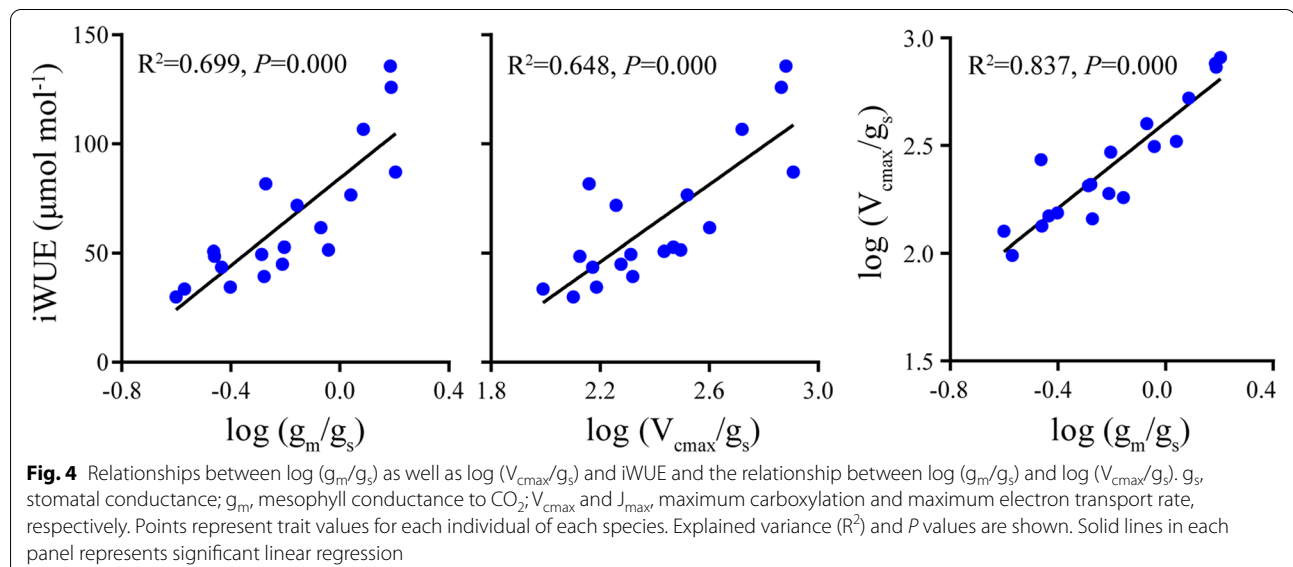 150
100
50
0
iWUE (μmol mol⁻¹)
R²=0.699, P=0.000
-0.8 -0.4 0.0 0.4
log (gₘ/gₛ)
R²=0.648, P=0.000
1.8 2.2 2.6 3.0
log (V_cmax/gₛ)
3.0
2.5
2.0
1.5
log (V_cmax/gₛ)
R²=0.837, P=0.000
-0.8 -0.4 0.0 0.4
log (gₘ/gₛ)
Fig. 4 Relationships between log (gₘ/gₛ) as well as log (V_cmax/gₛ) and iWUE and the relationship between log (gₘ/gₛ) and log (V_cmax/gₛ). gₛ,
stomatal conductance; gₘ, mesophyll conductance to CO₂; V_cmax and J_max, maximum carboxylation and maximum electron transport rate,
respectively. Points represent trait values for each individual of each species. Explained variance (R²) and P values are shown. Solid lines in each
panel represents significant linear regression